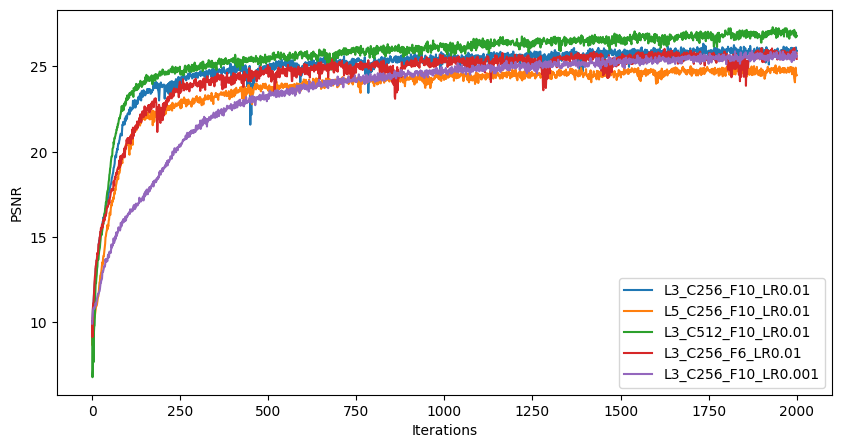 25
20
15
10
PSNR
0
250
500
750
1000
1250
1500
1750
2000
Iterations
L3_C256_F10_LR0.01
L5_C256_F10_LR0.01
L3_C512_F10_LR0.01
L3_C256_F6_LR0.01
L3_C256_F10_LR0.001